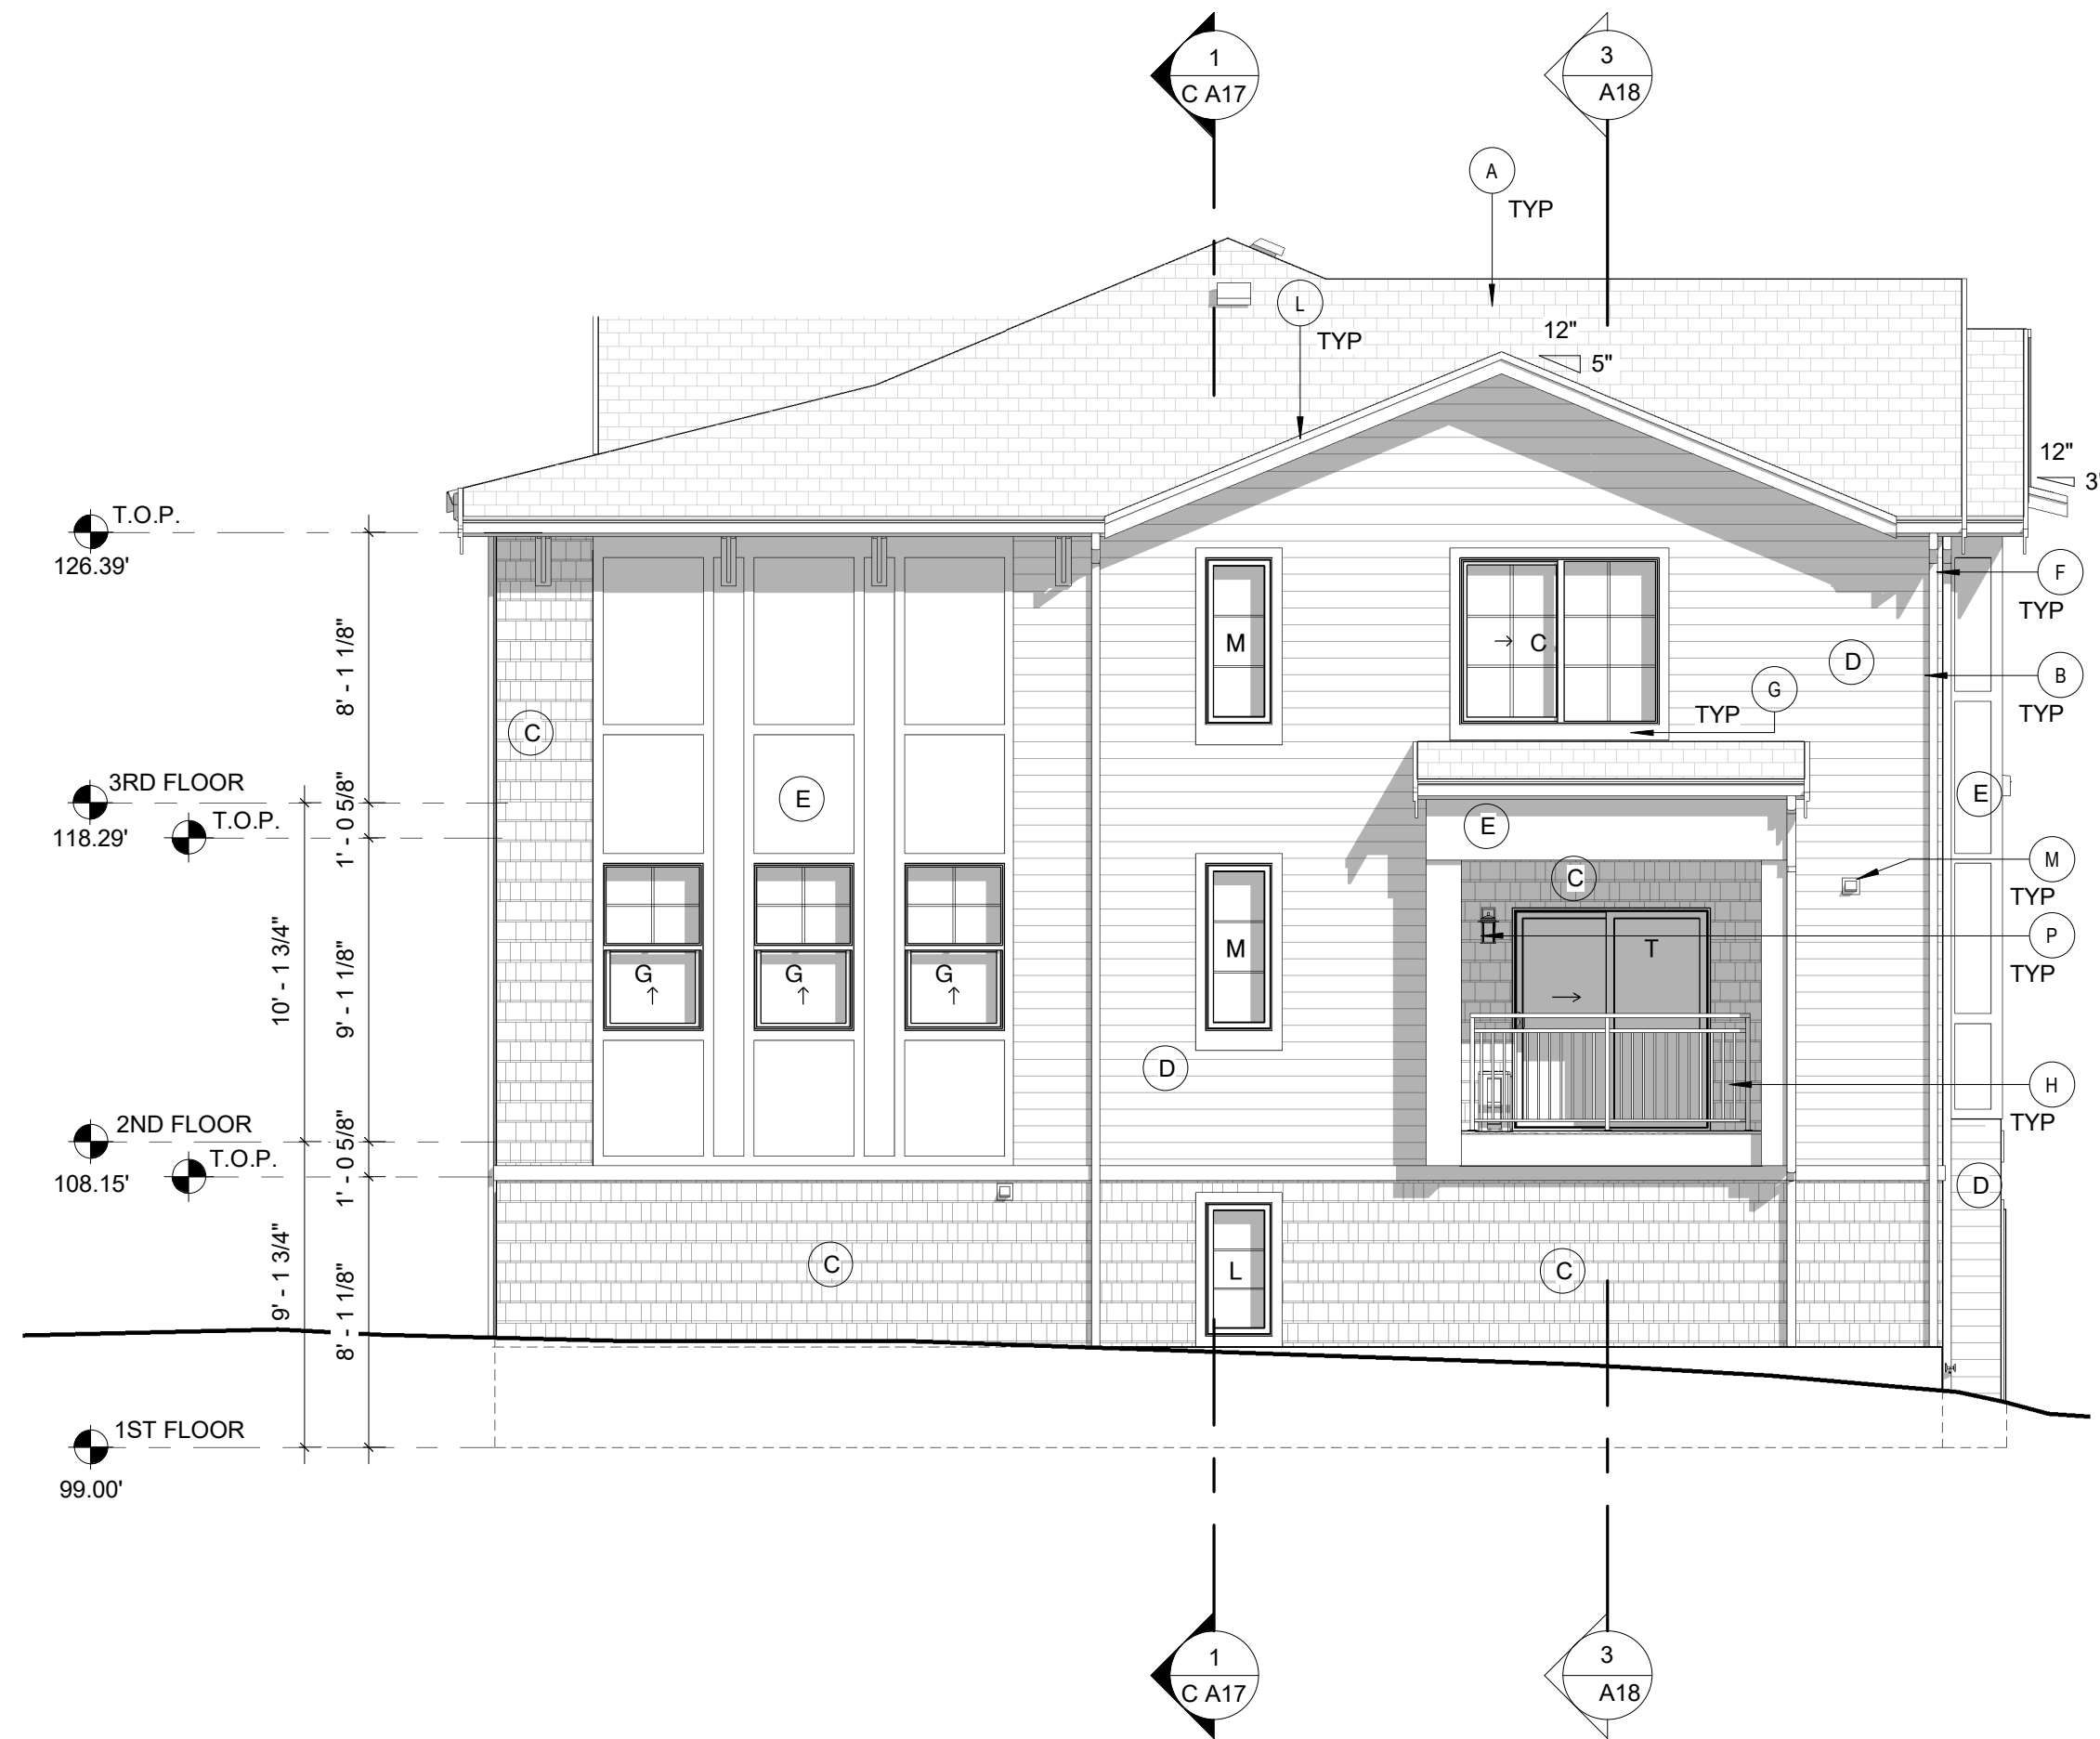 1
C A17
3
A18
A
TYP
L
TYP
12"
5"
12"
3"
T.O.P.
126.39'
F
TYP
B
TYP
G
TYP
D
M
C
C
8' - 1 1/8"
3RD FLOOR
118.29'
T.O.P.
1' - 0 5/8"
E
E
E
C
M
TYP
P
TYP
H
TYP
G
G
G
M
T
D
10' - 1 3/4"
9' - 1 1/8"
2ND FLOOR
108.15'
T.O.P.
1' - 0 5/8"
D
C
L
C
9' - 1 3/4"
8' - 1 1/8"
1ST FLOOR
99.00'
1
C A17
3
A18